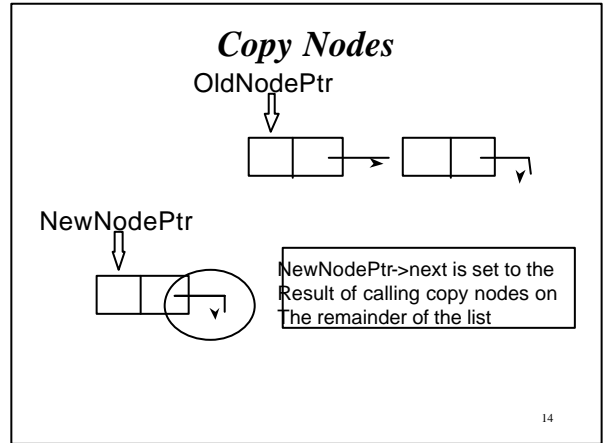 Copy Nodes
OldNodePtr
NewNodePtr
NewNodePtr->next is set to the
Result of calling copy nodes on
The remainder of the list
14